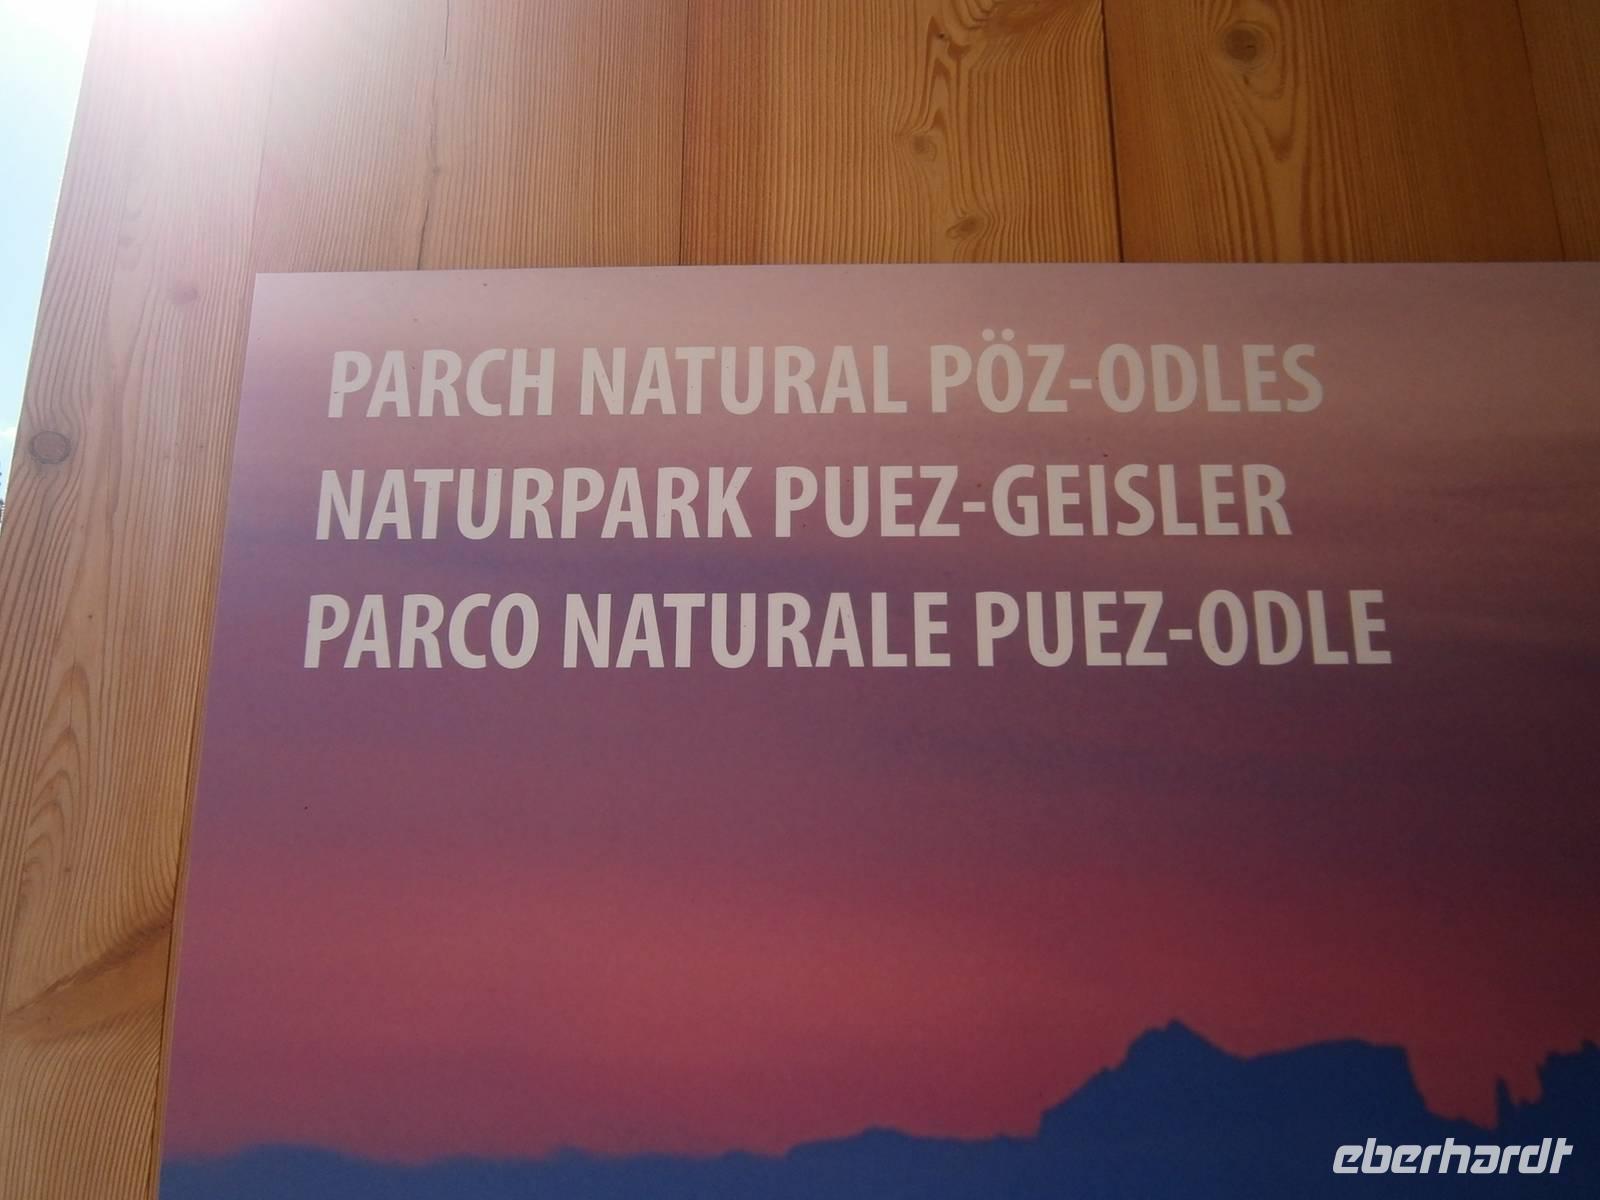 PARCH NATURAL PÖZ-ODLES
NATURPARK PUEZ-GEISLER
PARCO NATURALE PUEZ-ODLE
eberhardt